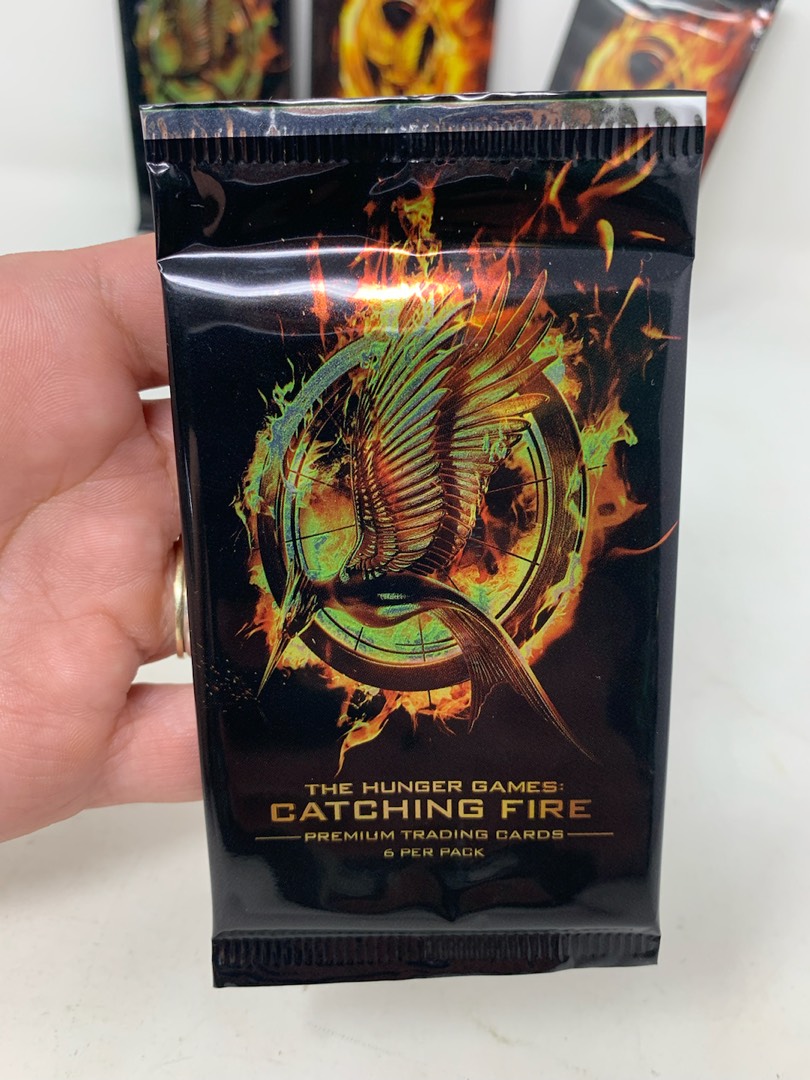 THE HUNGER GAMES:
CATCHING FIRE
PREMIUM TRADING CARDS
6 PER PACK